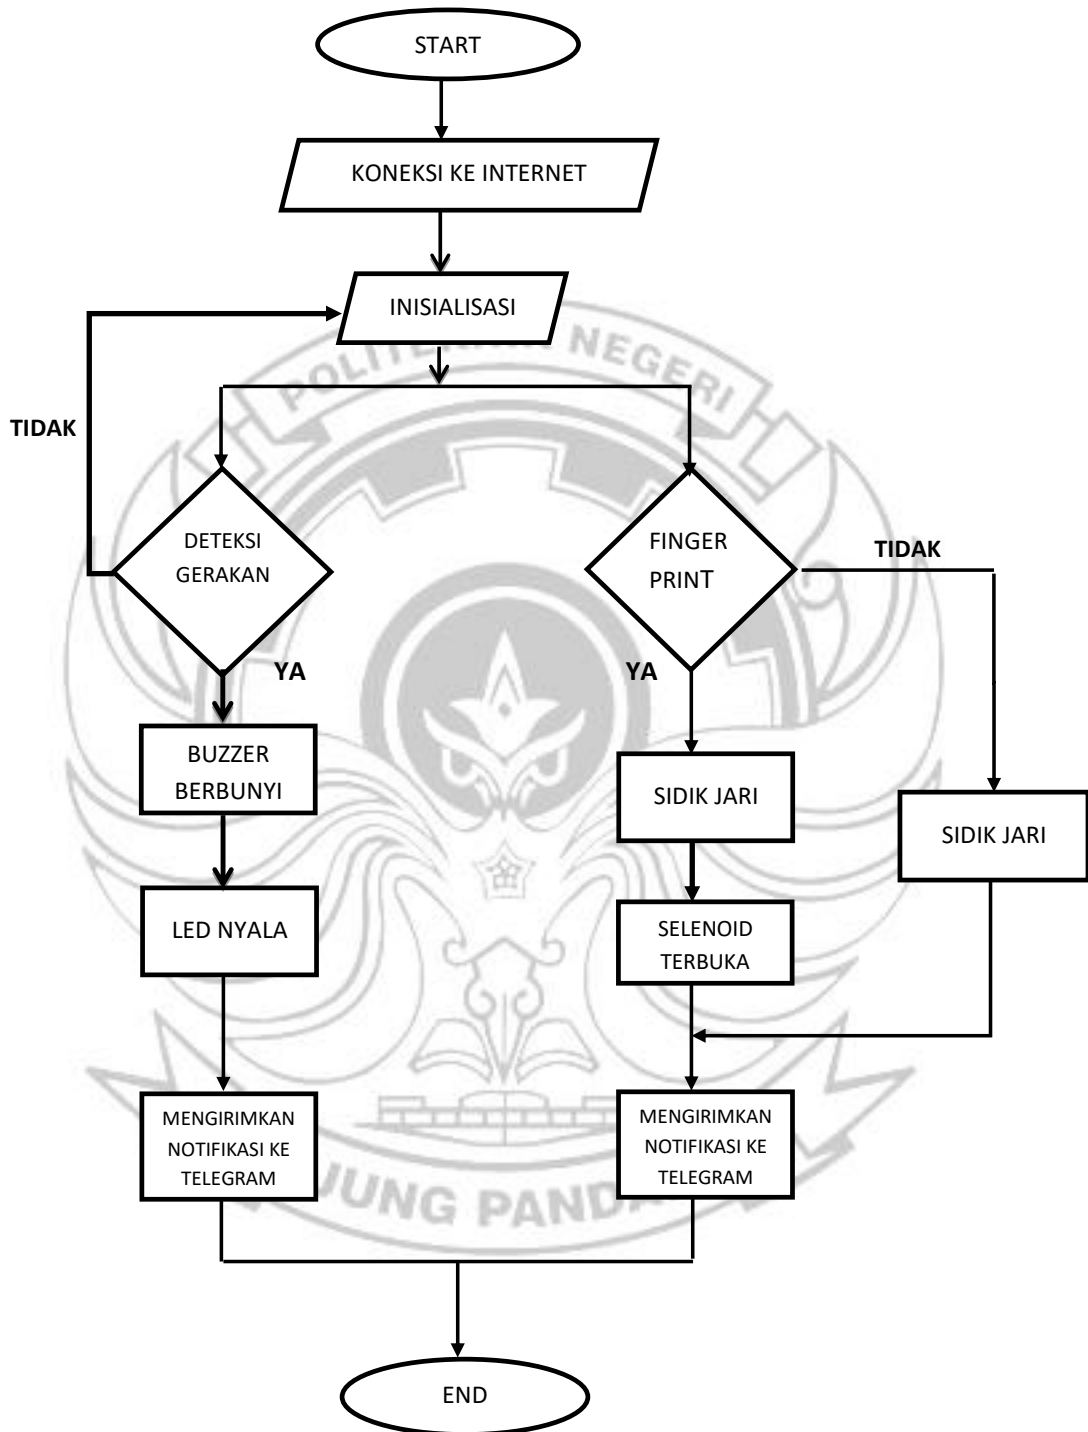 START
KONEKSI KE INTERNET
INISIALISASI
NEGERI
TIDAK
DETEKSI
GERAKAN
FINGER
PRINT
TIDAK
YA
YA
BUZZER
BERBUNYI
SIDIK JARI
SIDIK JARI
LED NYALA
SELENOID
TERBUKA
MENGIRIMKAN
NOTIFIKASI KE
TELEGRAM
MENGIRIMKAN
NOTIFIKASI KE
TELEGRAM
END